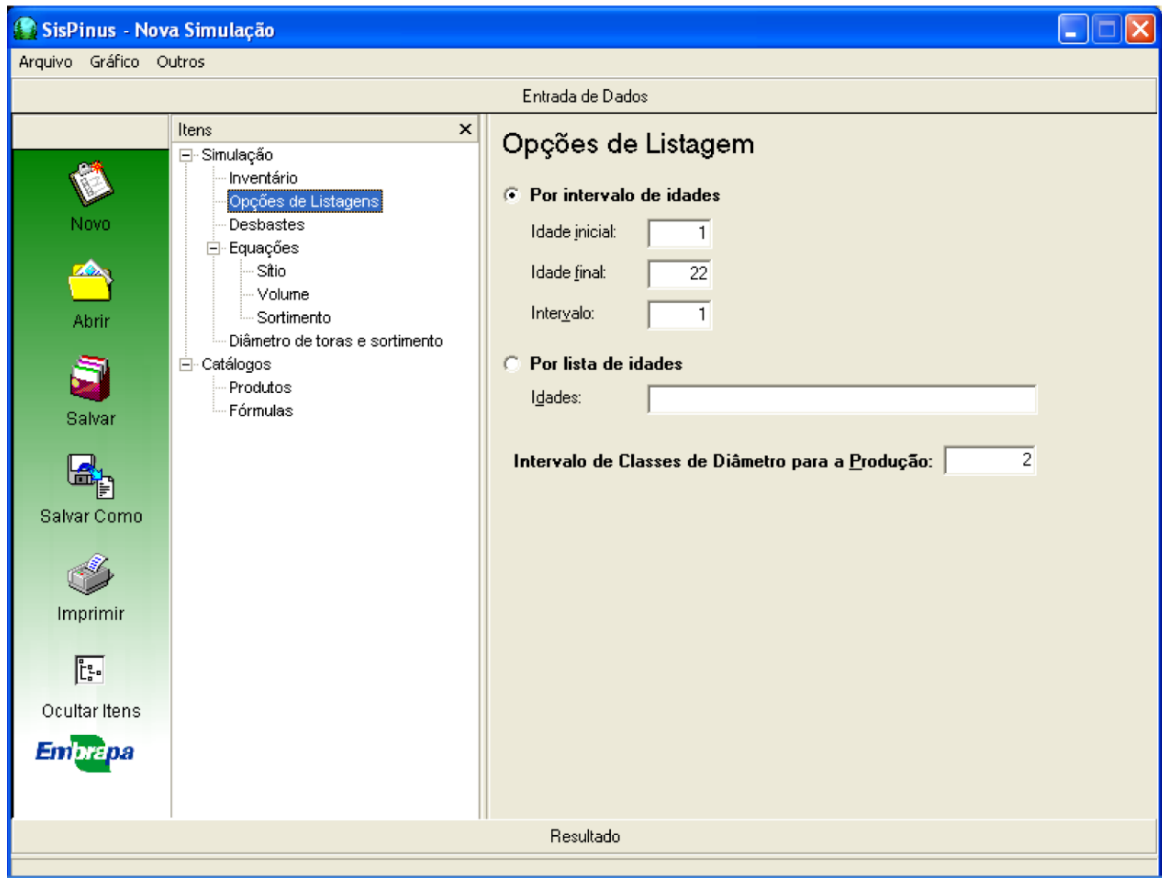 SisPinus - Nova Simulação
Arquivo Gráfico Outros
Entrada de Dados
Novo
Abrir
Salvar
Salvar Como
Imprimir
Ocultar Itens
Embrapa
Itens
Simulação
Inventário
Opções de Listagens
Desbastes
Equações
Sítio
Volume
Sortimento
Diâmetro de toras e sortimento
Catálogos
Produtos
Fórmulas
Opções de Listagem
Por intervalo de idades
Idade inicial: 1
Idade final: 22
Intervalo: 1
Por lista de idades
Idades:
Intervalo de Classes de Diâmetro para a Produção: 2
Resultado